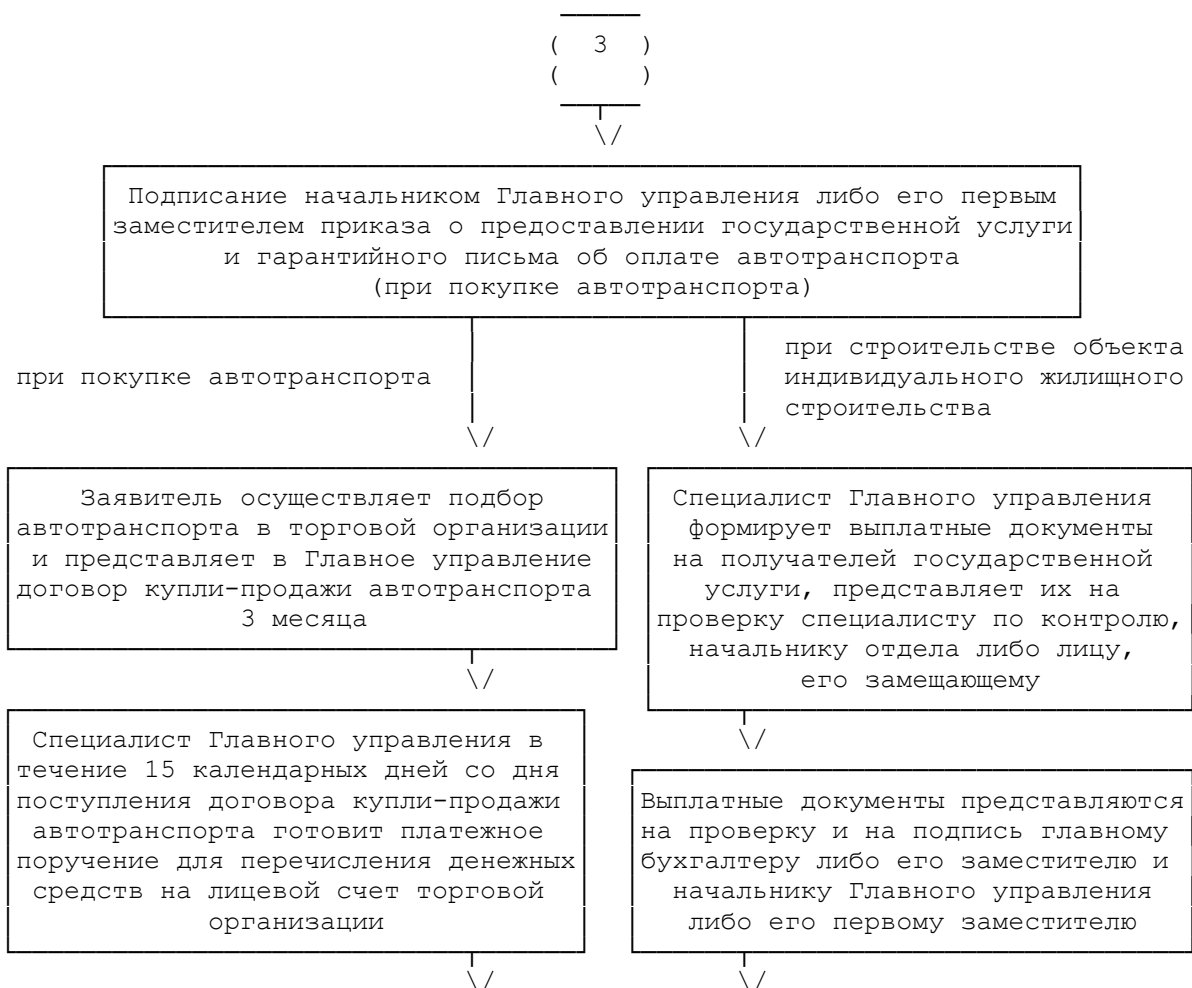 3
Подписание начальником Главного управления либо его первым
заместителем приказа о предоставлении государственной услуги
и гарантийного письма об оплате автотранспорта
(при покупке автотранспорта)
при покупке автотранспорта
при строительстве объекта
индивидуального жилищного
строительства
Заявитель осуществляет подбор
автотранспорта в торговой организации
и представляет в Главное управление
договор купли-продажи автотранспорта
3 месяца
Специалист Главного управления
формирует выплатные документы
на получателей государственной
услуги, представляет их на
проверку специалисту по контролю,
начальнику отдела либо лицу,
его замещающему
Специалист Главного управления в
течение 15 календарных дней со дня
поступления договора купли-продажи
автотранспорта готовит платежное
поручение для перечисления денежных
средств на лицевой счет торговой
организации
Выплатные документы представляются
на проверку и на подпись главному
бухгалтеру либо его заместителю и
начальнику Главного управления
либо его первому заместителю